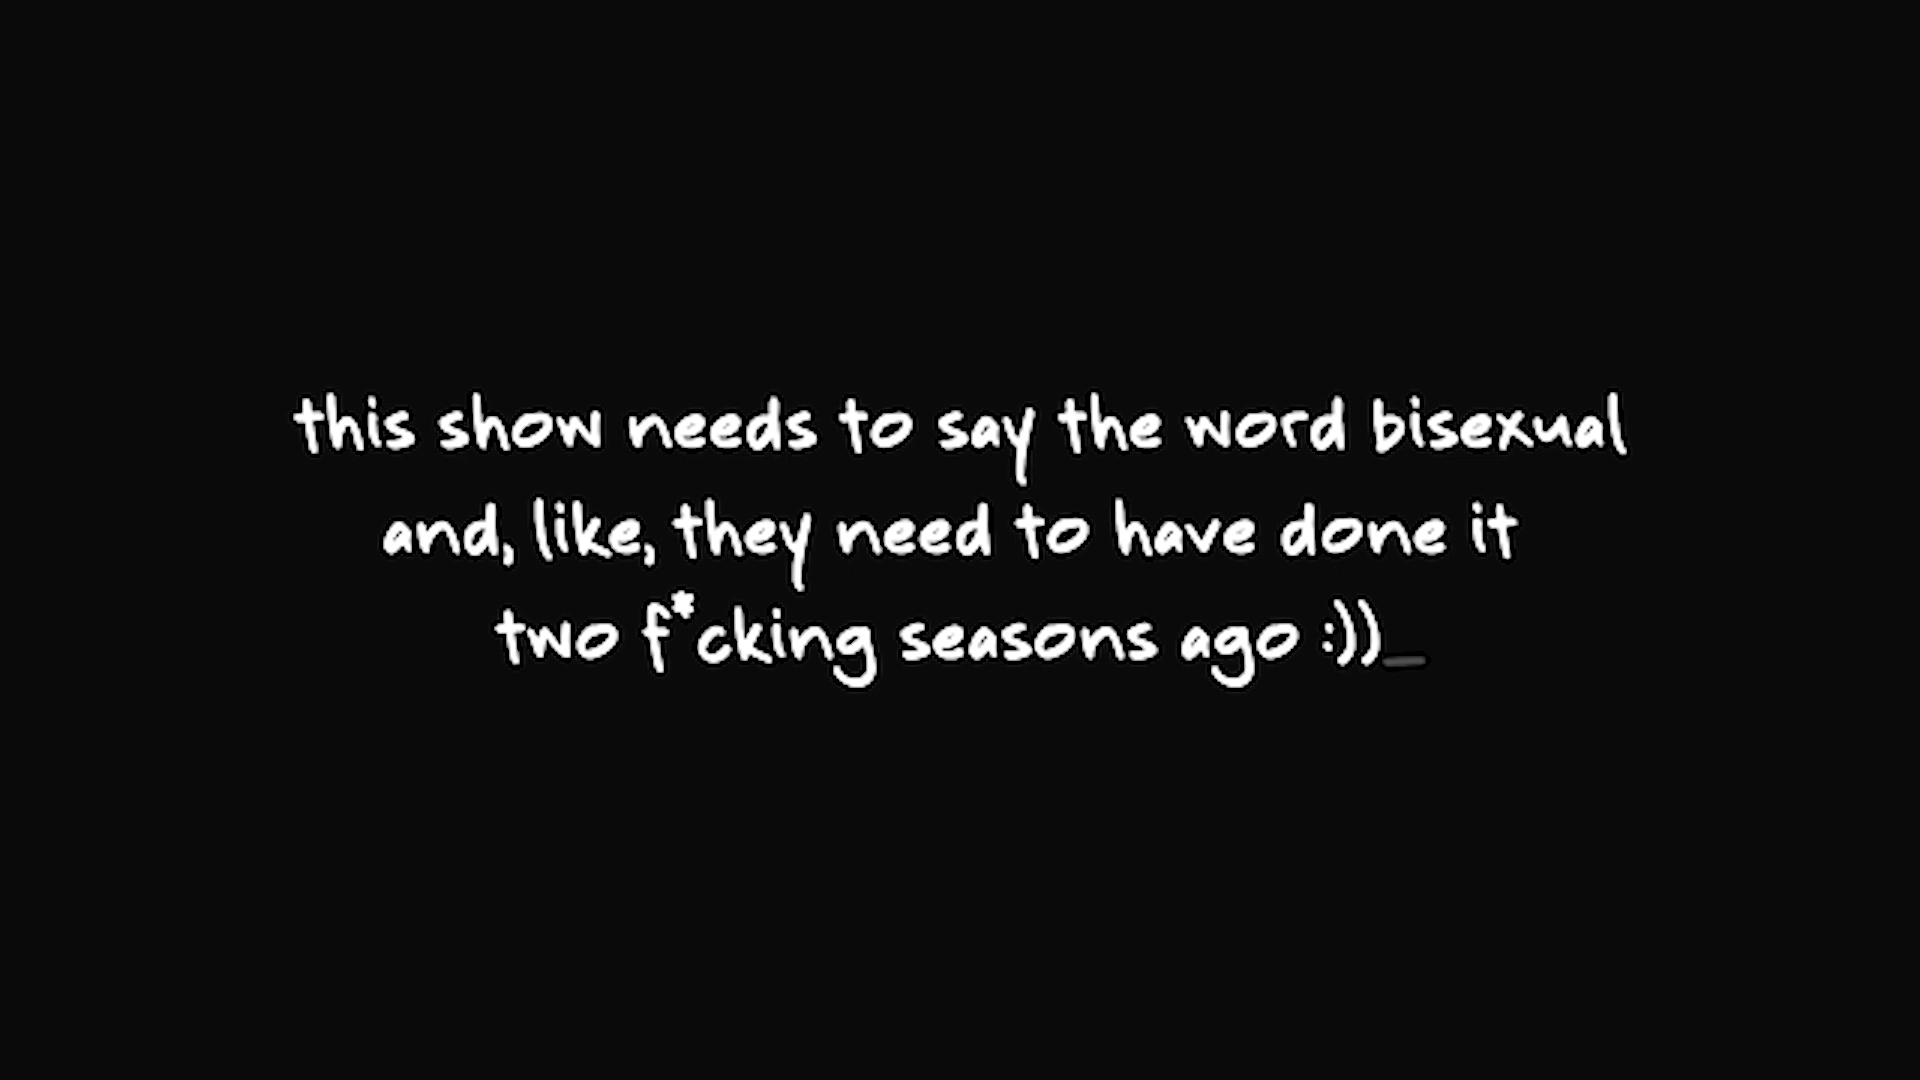 this show needs to say the word bisexual
and, like, they need to have done it
two f*cking seasons ago :))_